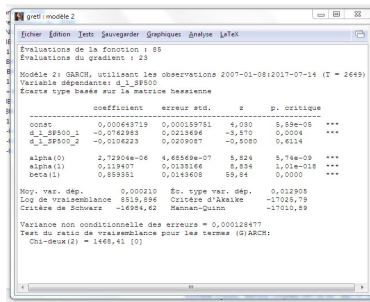 gretl : modèle 2
Fichier Édition Tests Sauvegarder Graphiques Analyse LaTeX
Évaluations de la fonction : 85
Évaluations du gradient : 23
Modèle 2: GARCH, utilisant les observations 2007-01-08:2017-07-14 (T = 2649)
Variable dépendante: d_l_SP500
Écarts type basés sur la matrice hessienne
coefficient erreur std. z p. critique
const 0,000643719 0,000159751 4,030 5,59e-05 ***
d_l_SP500_1 -0,0762983 0,0213696 -3,570 0,0004 ***
d_l_SP500_2 -0,0106223 0,0209087 -0,5080 0,6114
alpha(0) 2,72904e-06 4,68569e-07 5,824 5,74e-09 ***
alpha(1) 0,119407 0,0135166 8,834 1,01e-018 ***
beta(1) 0,859351 0,0143608 59,84 0,0000 ***
Moy. var. dép. 0,000210 Éc. type var. dép. 0,012905
Log de vraisemblance 8519,896 Critère d'Akaike -17025,79
Critère de Schwarz -16984,62 Hannan-Quinn -17010,89
Variance non conditionnelle des erreurs = 0,000128477
Test du ratio de vraisemblance pour les termes (G)ARCH:
Chi-deux(2) = 1468,41 [0]